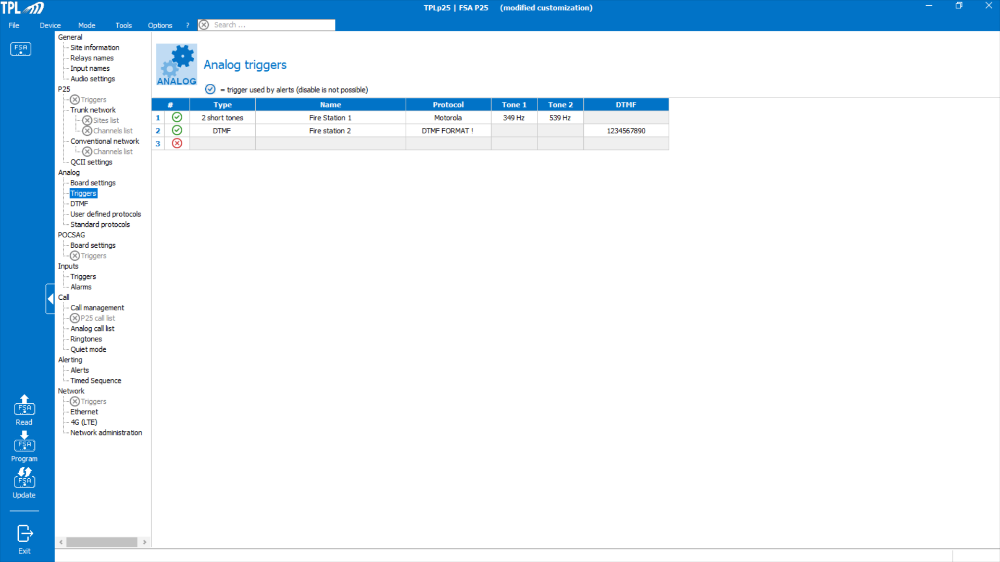 TPL
TPLp25 | FSA P25 (modified customization)
File Device Mode Tools Options ? Search ...
FSA
General
Site information
Relays names
Input names
Audio settings
P25
Triggers
Trunk network
Sites list
Channels list
Conventional network
Channels list
QCII settings
Analog
Board settings
Triggers
DTMF
User defined protocols
Standard protocols
POCSAG
Board settings
Triggers
Inputs
Triggers
Alarms
Call
Call management
P25 call list
Analog call list
Ringtones
Quiet mode
Alerting
Alerts
Timed Sequence
Network
Triggers
Ethernet
4G (LTE)
Network administration
FSA
Read
FSA
Program
FSA
Update
Exit
ANALOG
Analog triggers
= trigger used by alerts (disable is not possible)
# Type Name Protocol Tone 1 Tone 2 DTMF
1 2 short tones Fire Station 1 Motorola 349 Hz 539 Hz
2 DTMF Fire station 2 DTMF FORMAT ! 1234567890
3